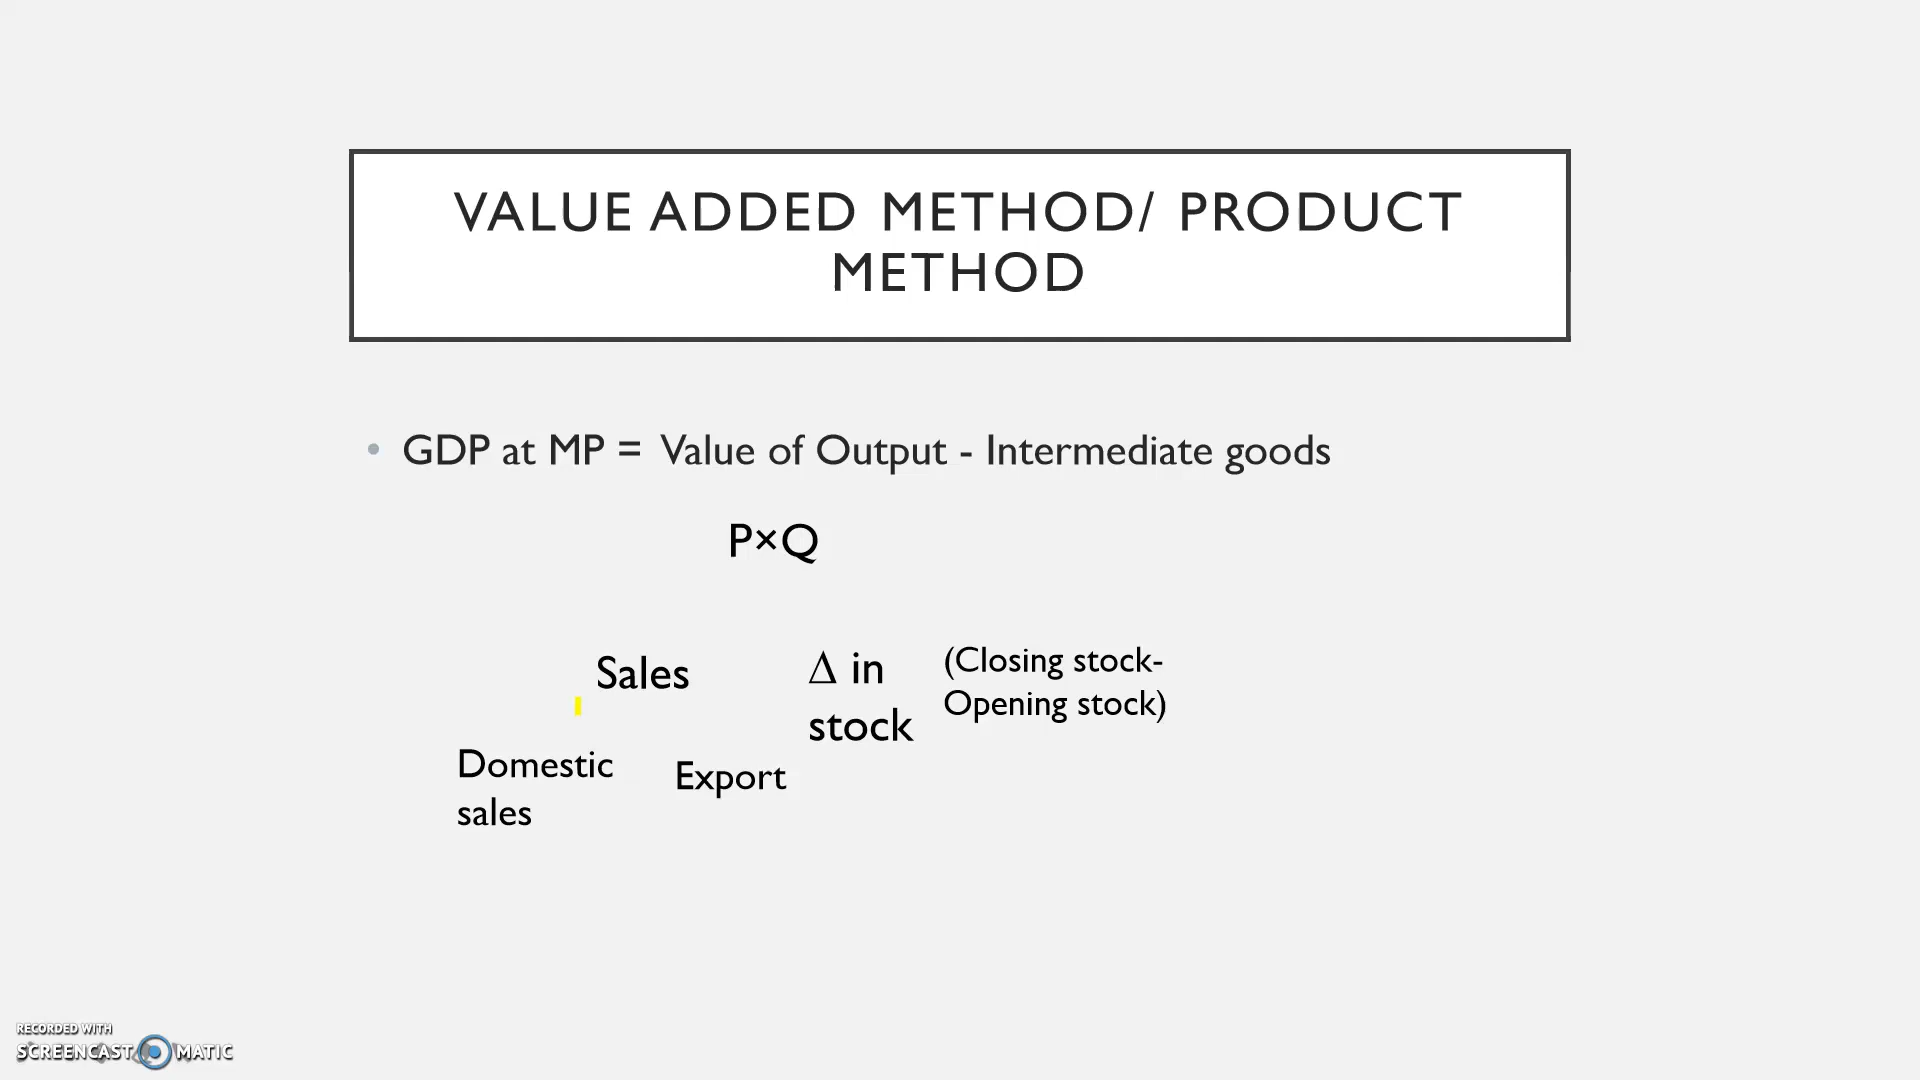 VALUE ADDED METHOD/ PRODUCT
METHOD
• GDP at MP = Value of Output - Intermediate goods
P×Q
Sales
Δ in
stock
(Closing stock-
Opening stock)
Domestic
sales
Export
RECORDED WITH
SCREENCAST MATIC